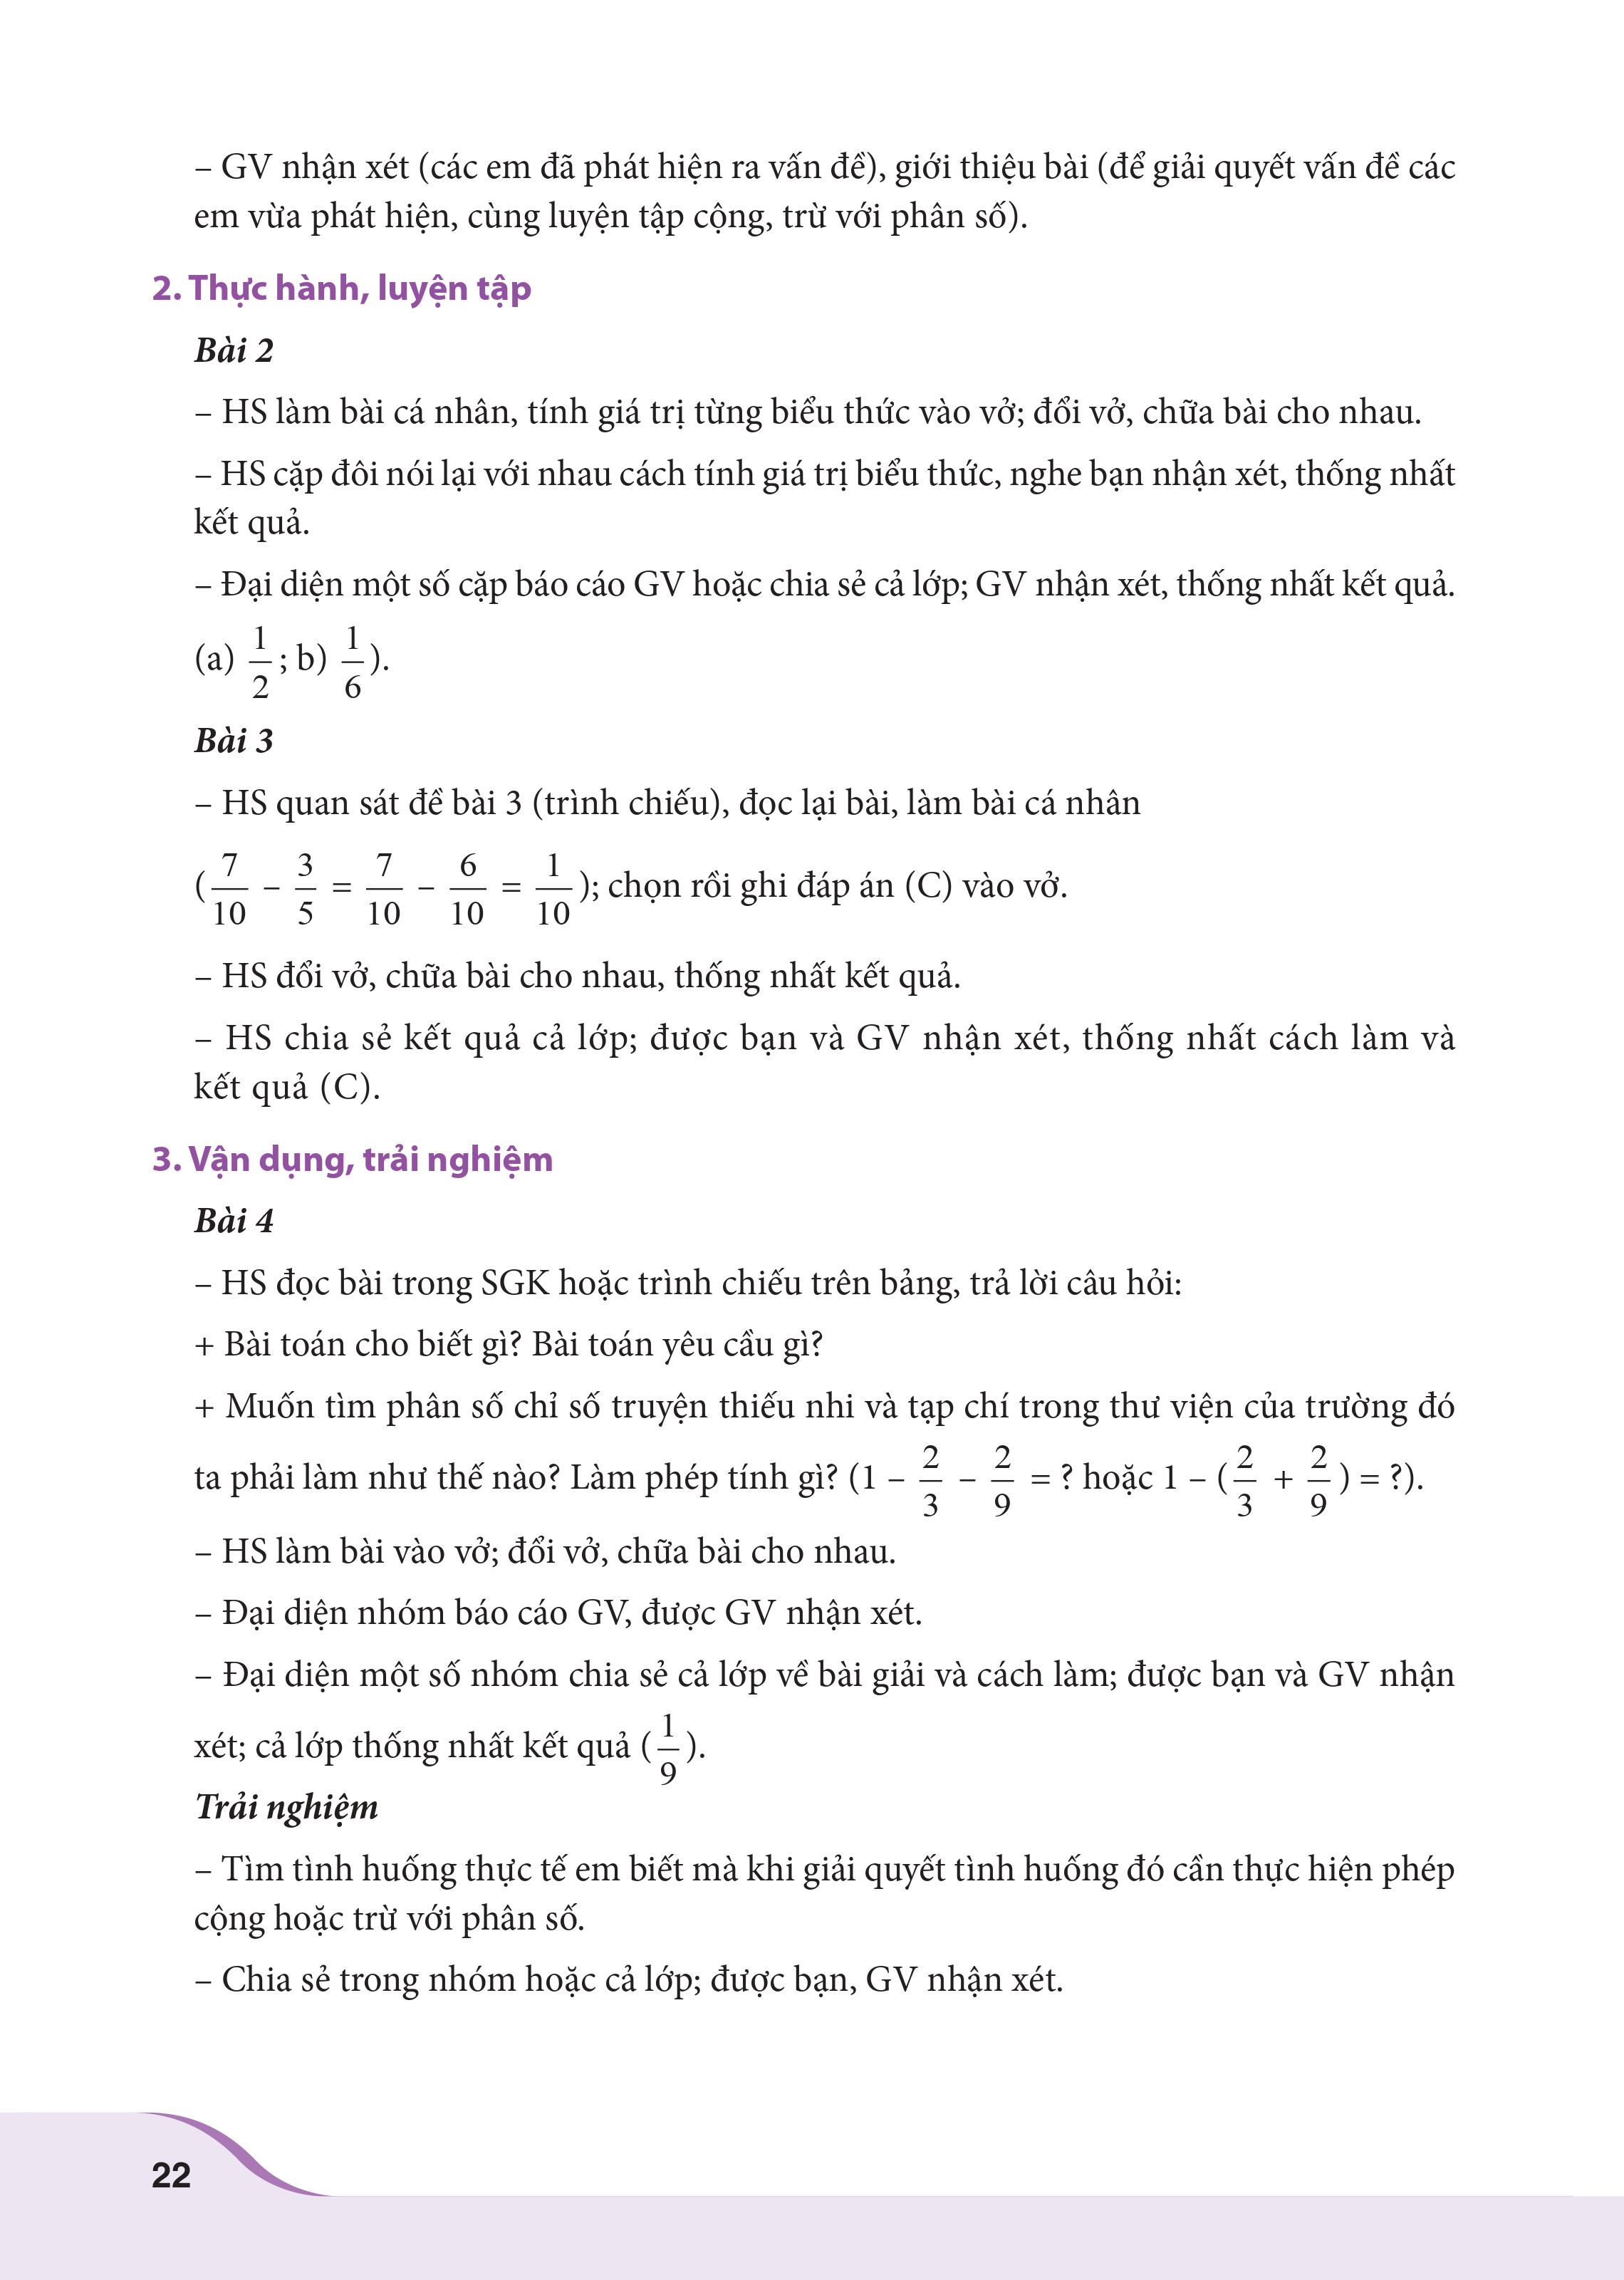 – GV nhận xét (các em đã phát hiện ra vấn đề), giới thiệu bài (để giải quyết vấn đề các
em vừa phát hiện, cùng luyện tập cộng, trừ với phân số).
2. Thực hành, luyện tập
Bài 2
– HS làm bài cá nhân, tính giá trị từng biểu thức vào vở; đổi vở, chữa bài cho nhau.
– HS cặp đôi nói lại với nhau cách tính giá trị biểu thức, nghe bạn nhận xét, thống nhất
kết quả.
– Đại diện một số cặp báo cáo GV hoặc chia sẻ cả lớp; GV nhận xét, thống nhất kết quả.
(a) 1/2; b) 1/6).
Bài 3
– HS quan sát đề bài 3 (trình chiếu), đọc lại bài, làm bài cá nhân
(7/10 – 3/5 = 7/10 – 6/10 = 1/10); chọn rồi ghi đáp án (C) vào vở.
– HS đổi vở, chữa bài cho nhau, thống nhất kết quả.
– HS chia sẻ kết quả cả lớp; được bạn và GV nhận xét, thống nhất cách làm và
kết quả (C).
3. Vận dụng, trải nghiệm
Bài 4
– HS đọc bài trong SGK hoặc trình chiếu trên bảng, trả lời câu hỏi:
+ Bài toán cho biết gì? Bài toán yêu cầu gì?
+ Muốn tìm phân số chỉ số truyện thiếu nhi và tạp chí trong thư viện của trường đó
ta phải làm như thế nào? Làm phép tính gì? (1 – 2/3 – 2/9 = ? hoặc 1 – (2/3 + 2/9) = ?).
– HS làm bài vào vở; đổi vở, chữa bài cho nhau.
– Đại diện nhóm báo cáo GV, được GV nhận xét.
– Đại diện một số nhóm chia sẻ cả lớp về bài giải và cách làm; được bạn và GV nhận
xét; cả lớp thống nhất kết quả (1/9).
Trải nghiệm
– Tìm tình huống thực tế em biết mà khi giải quyết tình huống đó cần thực hiện phép
cộng hoặc trừ với phân số.
– Chia sẻ trong nhóm hoặc cả lớp; được bạn, GV nhận xét.
22